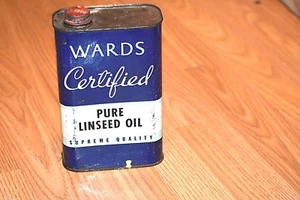 WARDS
Certified
PURE
LINSEED OIL
SUPREME QUALITY